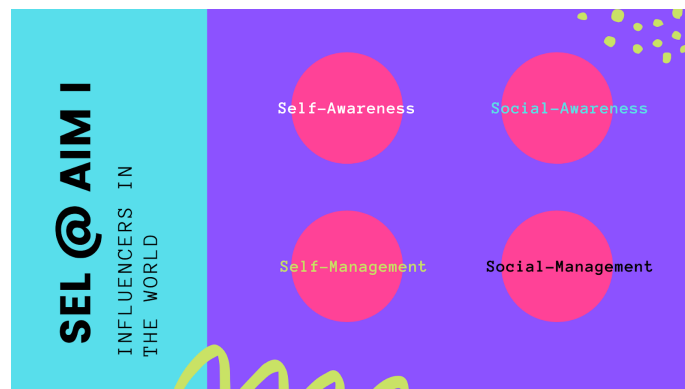 SEL @ AIM I
INFLUENCERS IN
THE WORLD
Self-Awareness
Social-Awareness
Self-Management
Social-Management